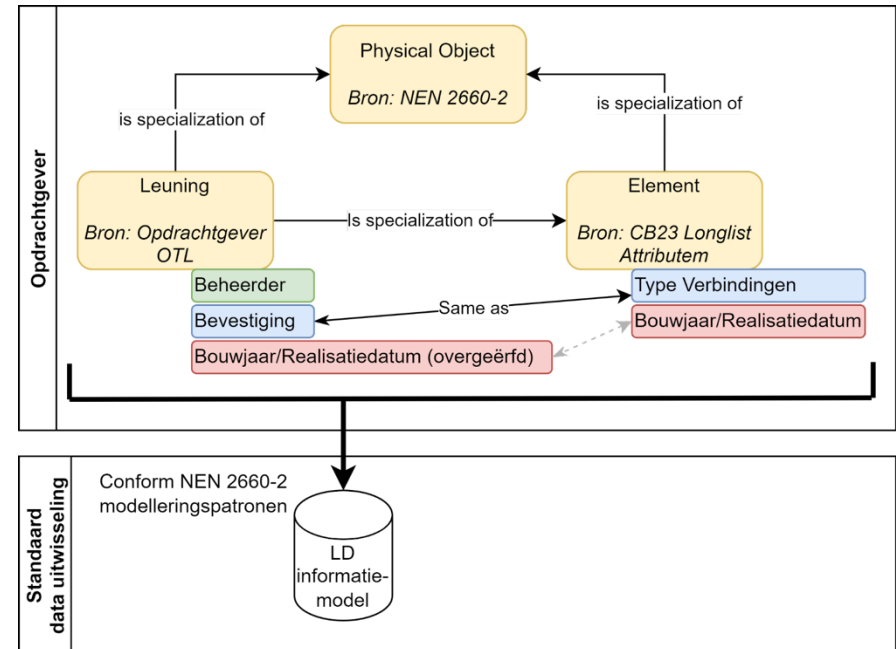 Opdrachtgever
Physical Object
Bron: NEN 2660-2
is specialization of
is specialization of
Leuning
Bron: Opdrachtgever
OTL
Is specialization of
Element
Bron: CB23 Longlist
Attributem
Beheerder
Bevestiging
Bouwjaar/Realisatiedatum (overgeërfd)
Same as
Type Verbindingen
Bouwjaar/Realisatiedatum
Standaard
data uitwisseling
Conform NEN 2660-2
modelleringspatronen
LD
informatie-
model